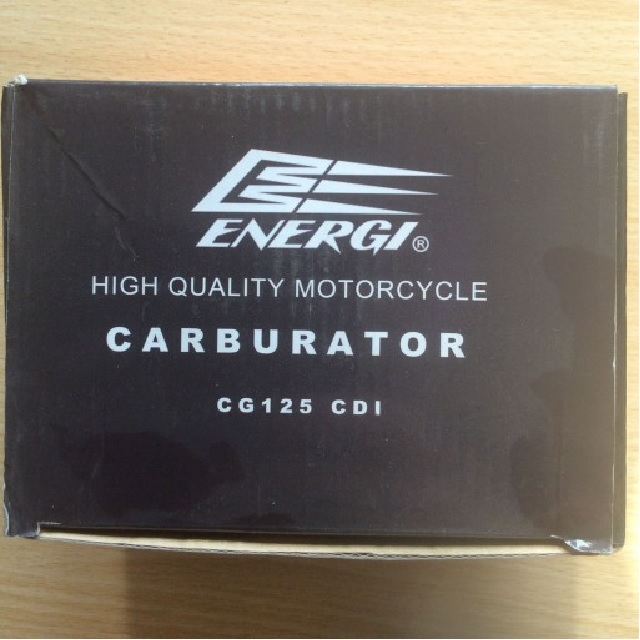 ENERGI®
HIGH QUALITY MOTORCYCLE
CARBURATOR
CG125 CDI